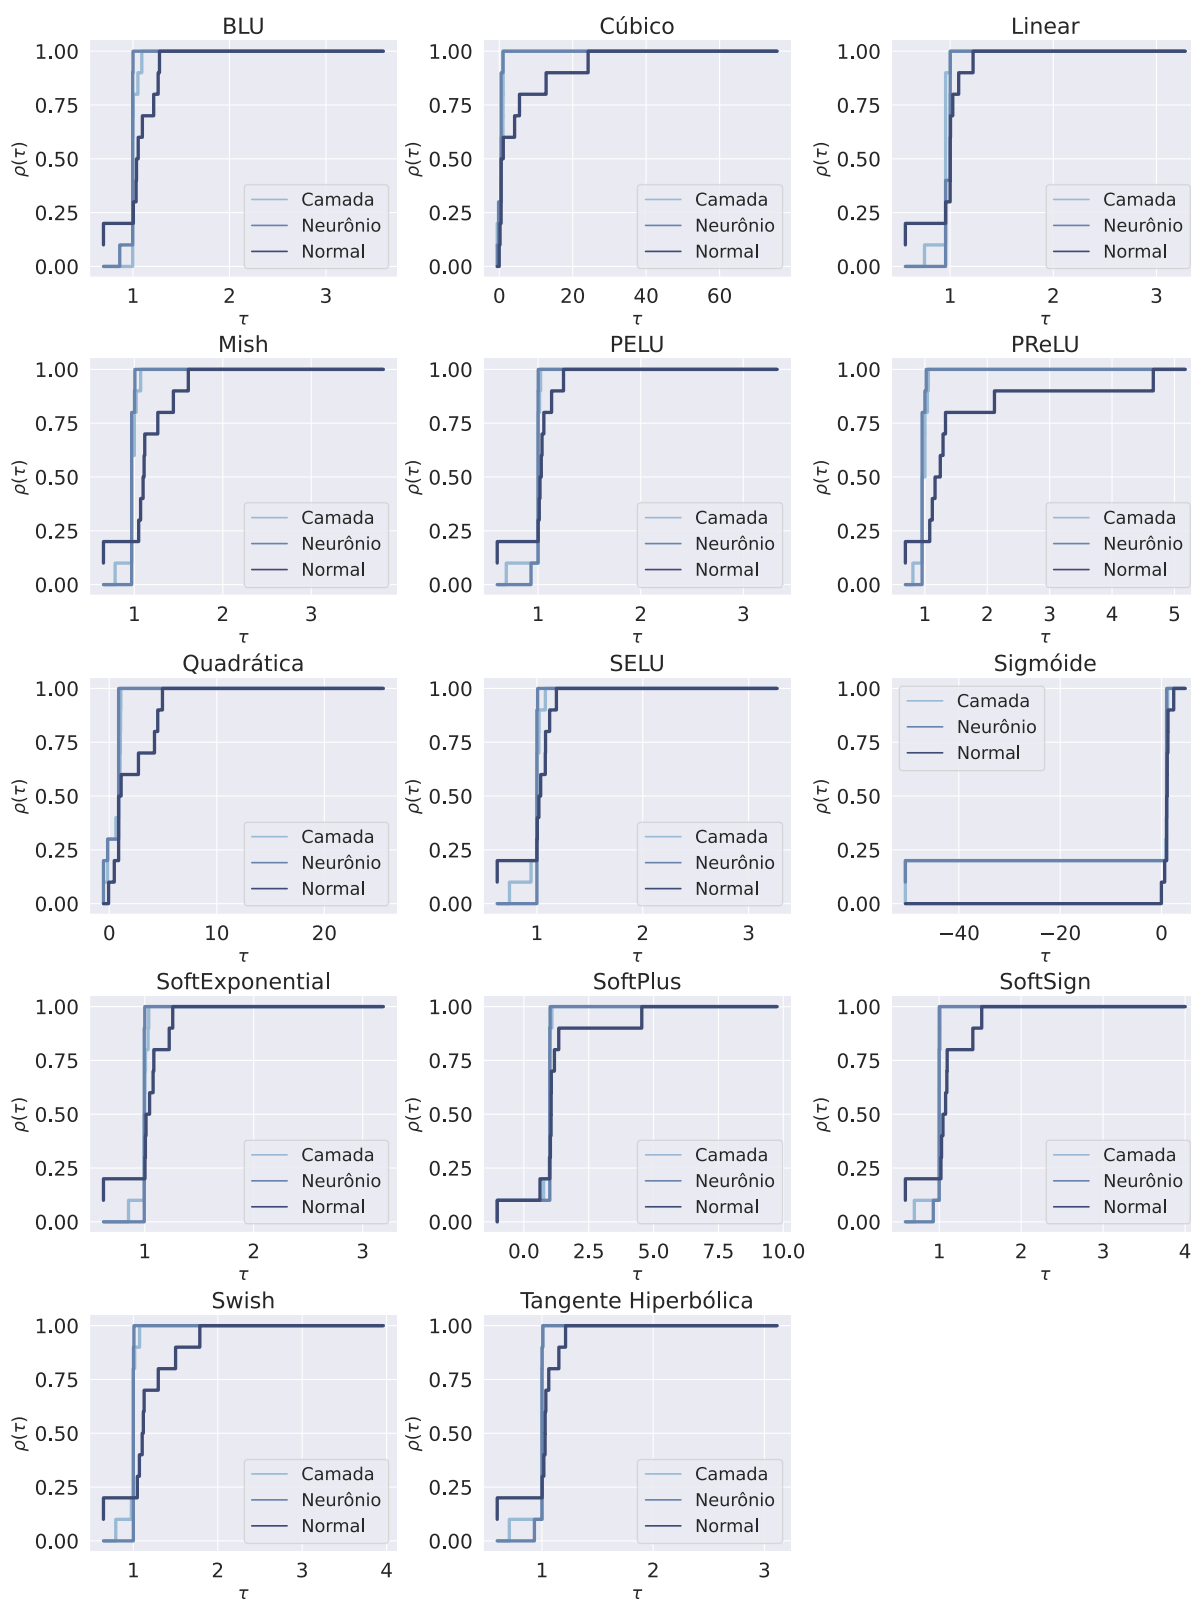 BLU
1.00
0.75
0.50
0.25
0.00
ρ(τ)
Camada
Neurônio
Normal
1 2 3
τ
Cúbico
1.00
0.75
0.50
0.25
0.00
ρ(τ)
Camada
Neurônio
Normal
0 20 40 60
τ
Linear
1.00
0.75
0.50
0.25
0.00
ρ(τ)
Camada
Neurônio
Normal
1 2 3
τ
Mish
1.00
0.75
0.50
0.25
0.00
ρ(τ)
Camada
Neurônio
Normal
1 2 3
τ
PELU
1.00
0.75
0.50
0.25
0.00
ρ(τ)
Camada
Neurônio
Normal
1 2 3
τ
PReLU
1.00
0.75
0.50
0.25
0.00
ρ(τ)
Camada
Neurônio
Normal
1 2 3 4 5
τ
Quadrática
1.00
0.75
0.50
0.25
0.00
ρ(τ)
Camada
Neurônio
Normal
0 10 20
τ
SELU
1.00
0.75
0.50
0.25
0.00
ρ(τ)
Camada
Neurônio
Normal
1 2 3
τ
Sigmóide
1.00
0.75
0.50
0.25
0.00
ρ(τ)
Camada
Neurônio
Normal
−40 −20 0
τ
SoftExponential
1.00
0.75
0.50
0.25
0.00
ρ(τ)
Camada
Neurônio
Normal
1 2 3
τ
SoftPlus
1.00
0.75
0.50
0.25
0.00
ρ(τ)
Camada
Neurônio
Normal
0.0 2.5 5.0 7.5 10.0
τ
SoftSign
1.00
0.75
0.50
0.25
0.00
ρ(τ)
Camada
Neurônio
Normal
1 2 3 4
τ
Swish
1.00
0.75
0.50
0.25
0.00
ρ(τ)
Camada
Neurônio
Normal
1 2 3 4
τ
Tangente Hiperbólica
1.00
0.75
0.50
0.25
0.00
ρ(τ)
Camada
Neurônio
Normal
1 2 3
τ